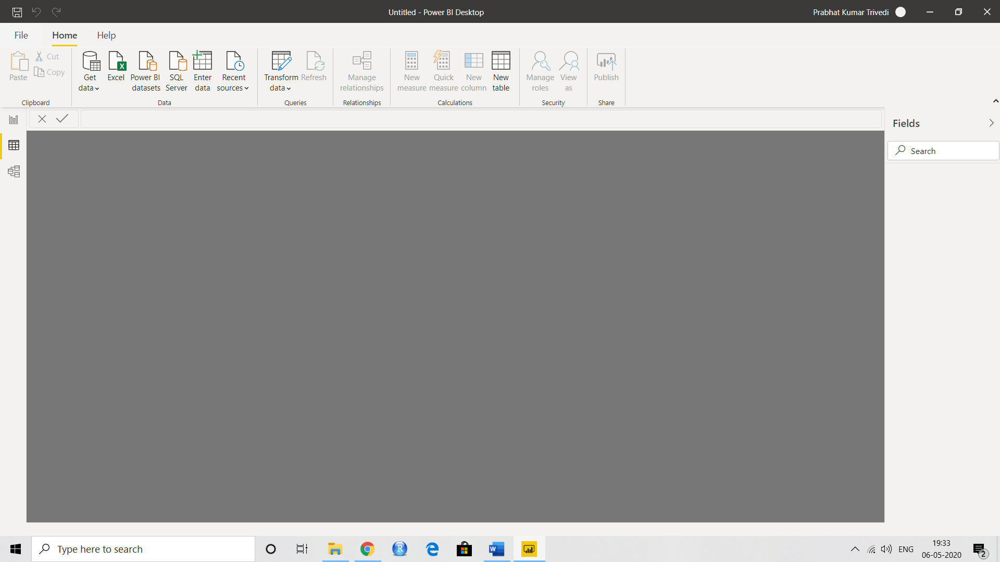 Untitled - Power BI Desktop
Prabhat Kumar Trivedi
File Home Help
Paste
Cut
Copy
Clipboard
Get data
Excel
Power BI datasets
SQL Server
Enter data
Recent sources
Data
Transform data
Refresh
Queries
Manage relationships
Relationships
New measure
Quick measure
New column
New table
Calculations
Manage roles
View as
Security
Publish
Share
Fields
Search
Type here to search
R
W
ENG
19:33
06-05-2020
2